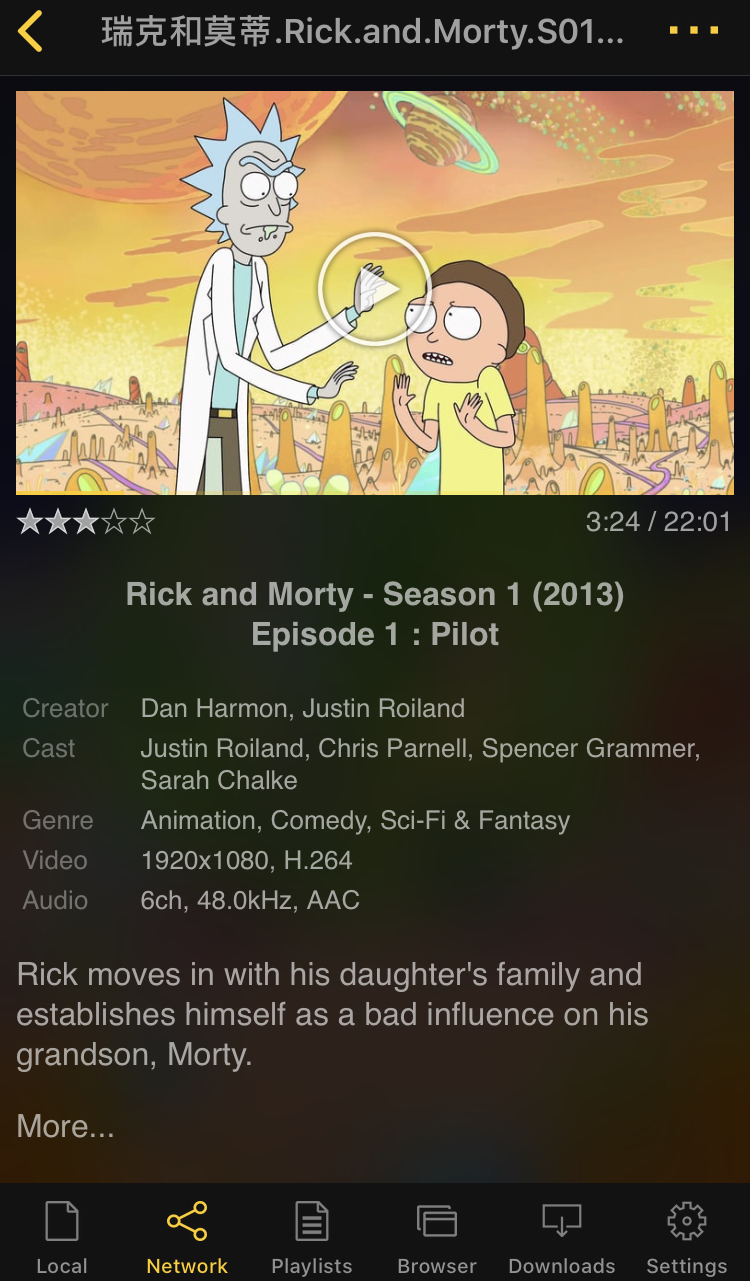 瑞克和莫蒂.Rick.and.Morty.S01...
3:24 / 22:01
Rick and Morty - Season 1 (2013)
Episode 1 : Pilot
Creator Dan Harmon, Justin Roiland
Cast Justin Roiland, Chris Parnell, Spencer Grammer,
Sarah Chalke
Genre Animation, Comedy, Sci-Fi & Fantasy
Video 1920x1080, H.264
Audio 6ch, 48.0kHz, AAC
Rick moves in with his daughter's family and
establishes himself as a bad influence on his
grandson, Morty.
More...
Local Network Playlists Browser Downloads Settings